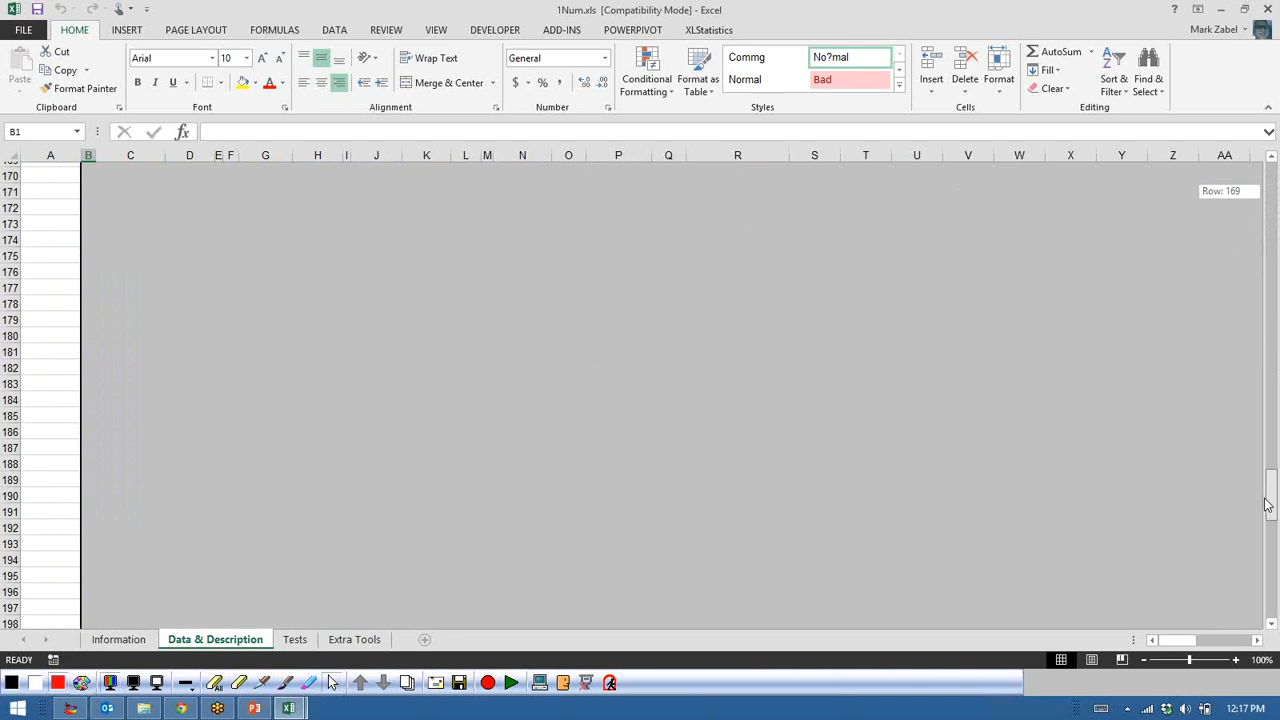 1Num.xls [Compatibility Mode] - Excel
FILE HOME INSERT PAGE LAYOUT FORMULAS DATA REVIEW VIEW DEVELOPER ADD-INS POWERPIVOT XLStatistics Mark Zabel
Paste Cut Copy Format Painter Clipboard
Arial 10 B I U A Font
Wrap Text Merge & Center Alignment
General $ % , Number
Conditional Formatting Format as Table
Commg No?mal
Normal Bad
Styles
Insert Delete Format Cells
AutoSum Fill Clear Sort & Filter Find & Select Editing
B1 fx
A B C D E F G H I J K L M N O P Q R S T U V W X Y Z AA
170
171 Row: 169
172
173
174
175
176
177
178
179
180
181
182
183
184
185
186
187
188
189
190
191
192
193
194
195
196
197
198
Information Data & Description Tests Extra Tools
READY 100%
12:17 PM